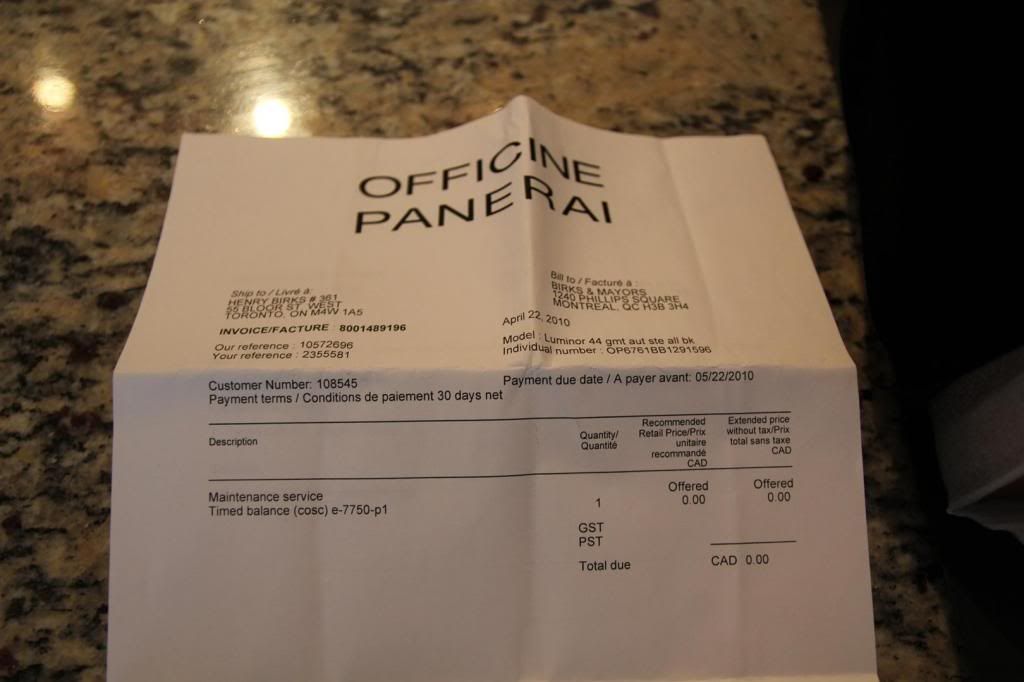 OFFICINE
PANERAI
Ship to / Livré à:
HENRY BIRKS # 361
55 BLOOR ST. WEST
TORONTO, ON M4W 1A5
INVOICE/FACTURE : 8001489196
Our reference : 10572696
Your reference : 2355581
Bill to / Facturé à :
BIRKS & MAYORS
1240 PHILLIPS SQUARE
MONTREAL, QC H3B 3H4
April 22, 2010
Model : Luminor 44 gmt aut ste all bk
Individual number : OP6761BB1291596
Customer Number: 108545
Payment due date / A payer avant: 05/22/2010
Payment terms / Conditions de paiement 30 days net
Description
Quantity/
Quantité
Recommended
Retail Price/Prix
unitaire
recommandé
CAD
Extended price
without tax/Prix
total sans taxe
CAD
Maintenance service
Timed balance (cosc) e-7750-p1
1
Offered
0.00
Offered
0.00
GST
PST
Total due
CAD 0.00